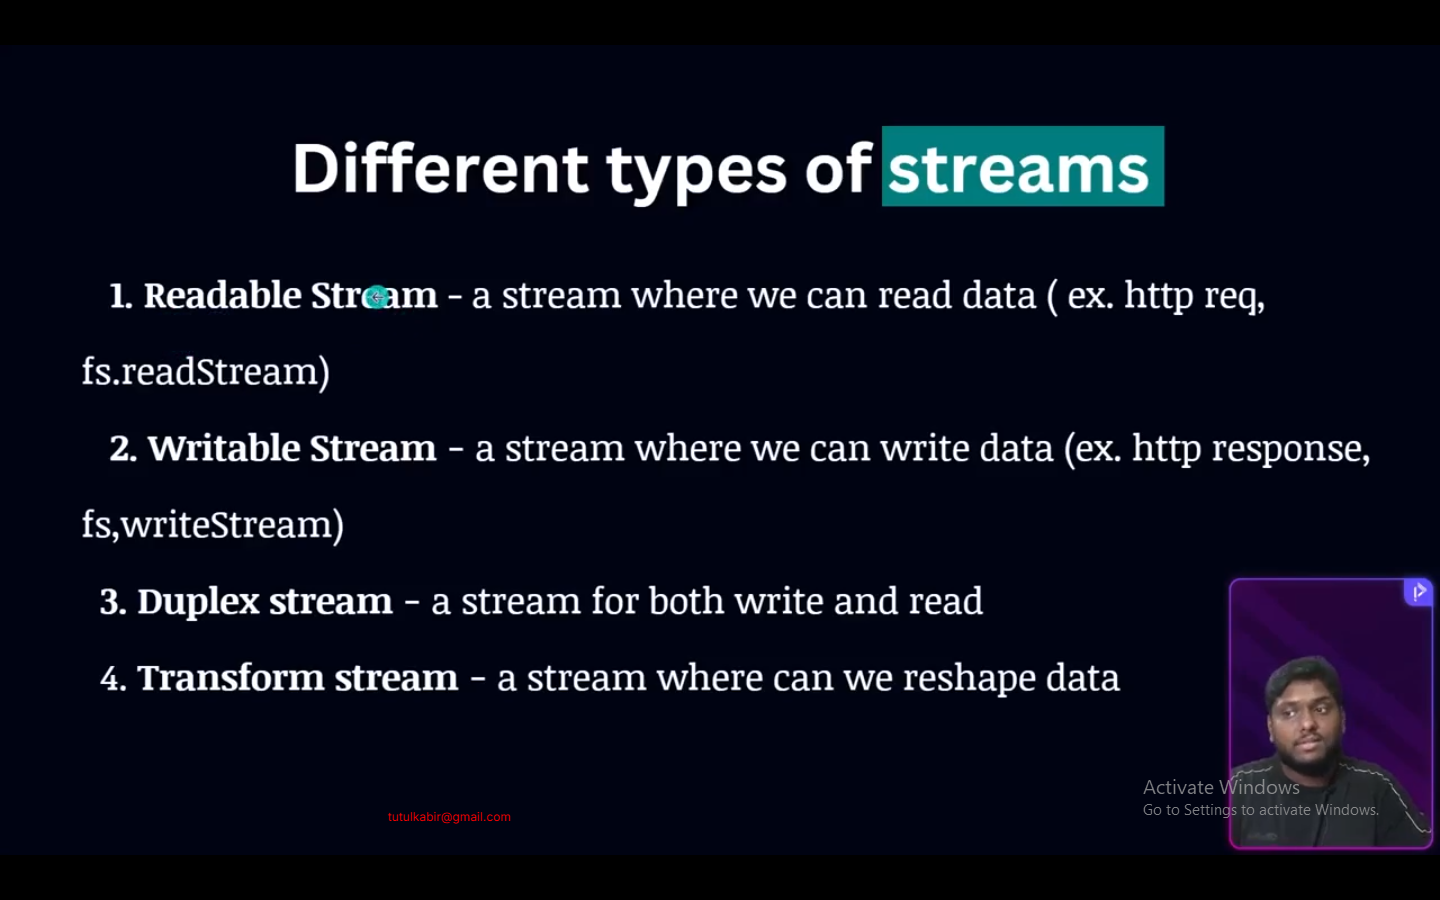 Different types of streams
1. Readable Stream - a stream where we can read data ( ex. http req,
fs.readStream)
2. Writable Stream - a stream where we can write data (ex. http response,
fs,writeStream)
3. Duplex stream - a stream for both write and read
4. Transform stream - a stream where can we reshape data
Activate Windows
Go to Settings to activate Windows.
tutulkabir@gmail.com